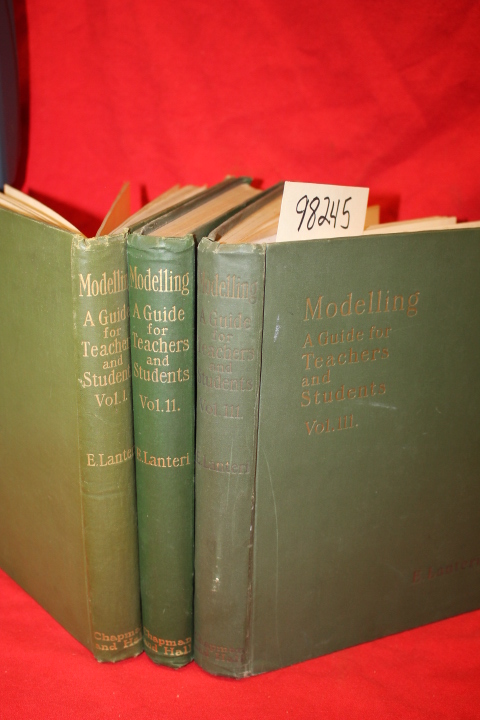 98245
Modelling
A Guide
for
Teachers
and
Students
Vol. I.
E. Lanteri
Chapman
and Hall
Modelling
A Guide
for
Teachers
and
Students
Vol. II.
E. Lanteri
Chapman
and Hall
Modelling
A Guide
for
Teachers
and
Students
Vol. III.
Lanteri
Modelling
A Guide for
Teachers
and
Students
Vol. III.
E. Lanteri